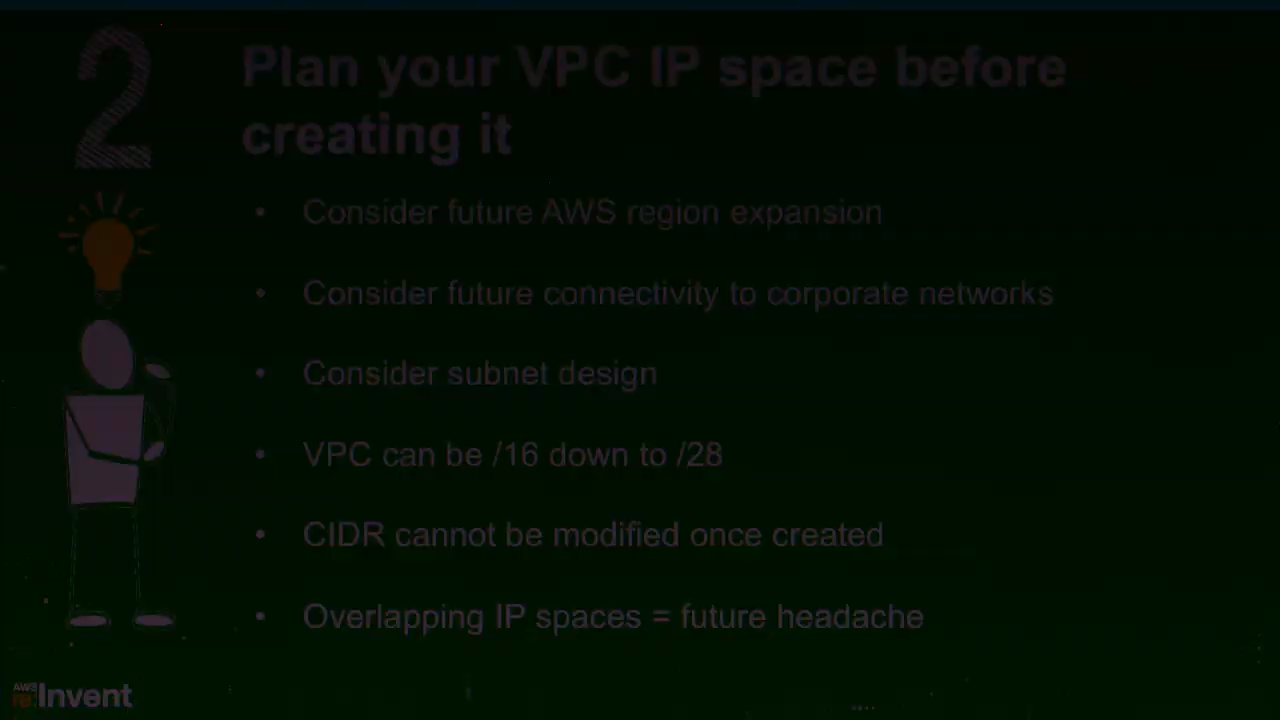 2
Plan your VPC IP space before
creating it
• Consider future AWS region expansion
• Consider future connectivity to corporate networks
• Consider subnet design
• VPC can be /16 down to /28
• CIDR cannot be modified once created
• Overlapping IP spaces = future headache
AWS
re:Invent